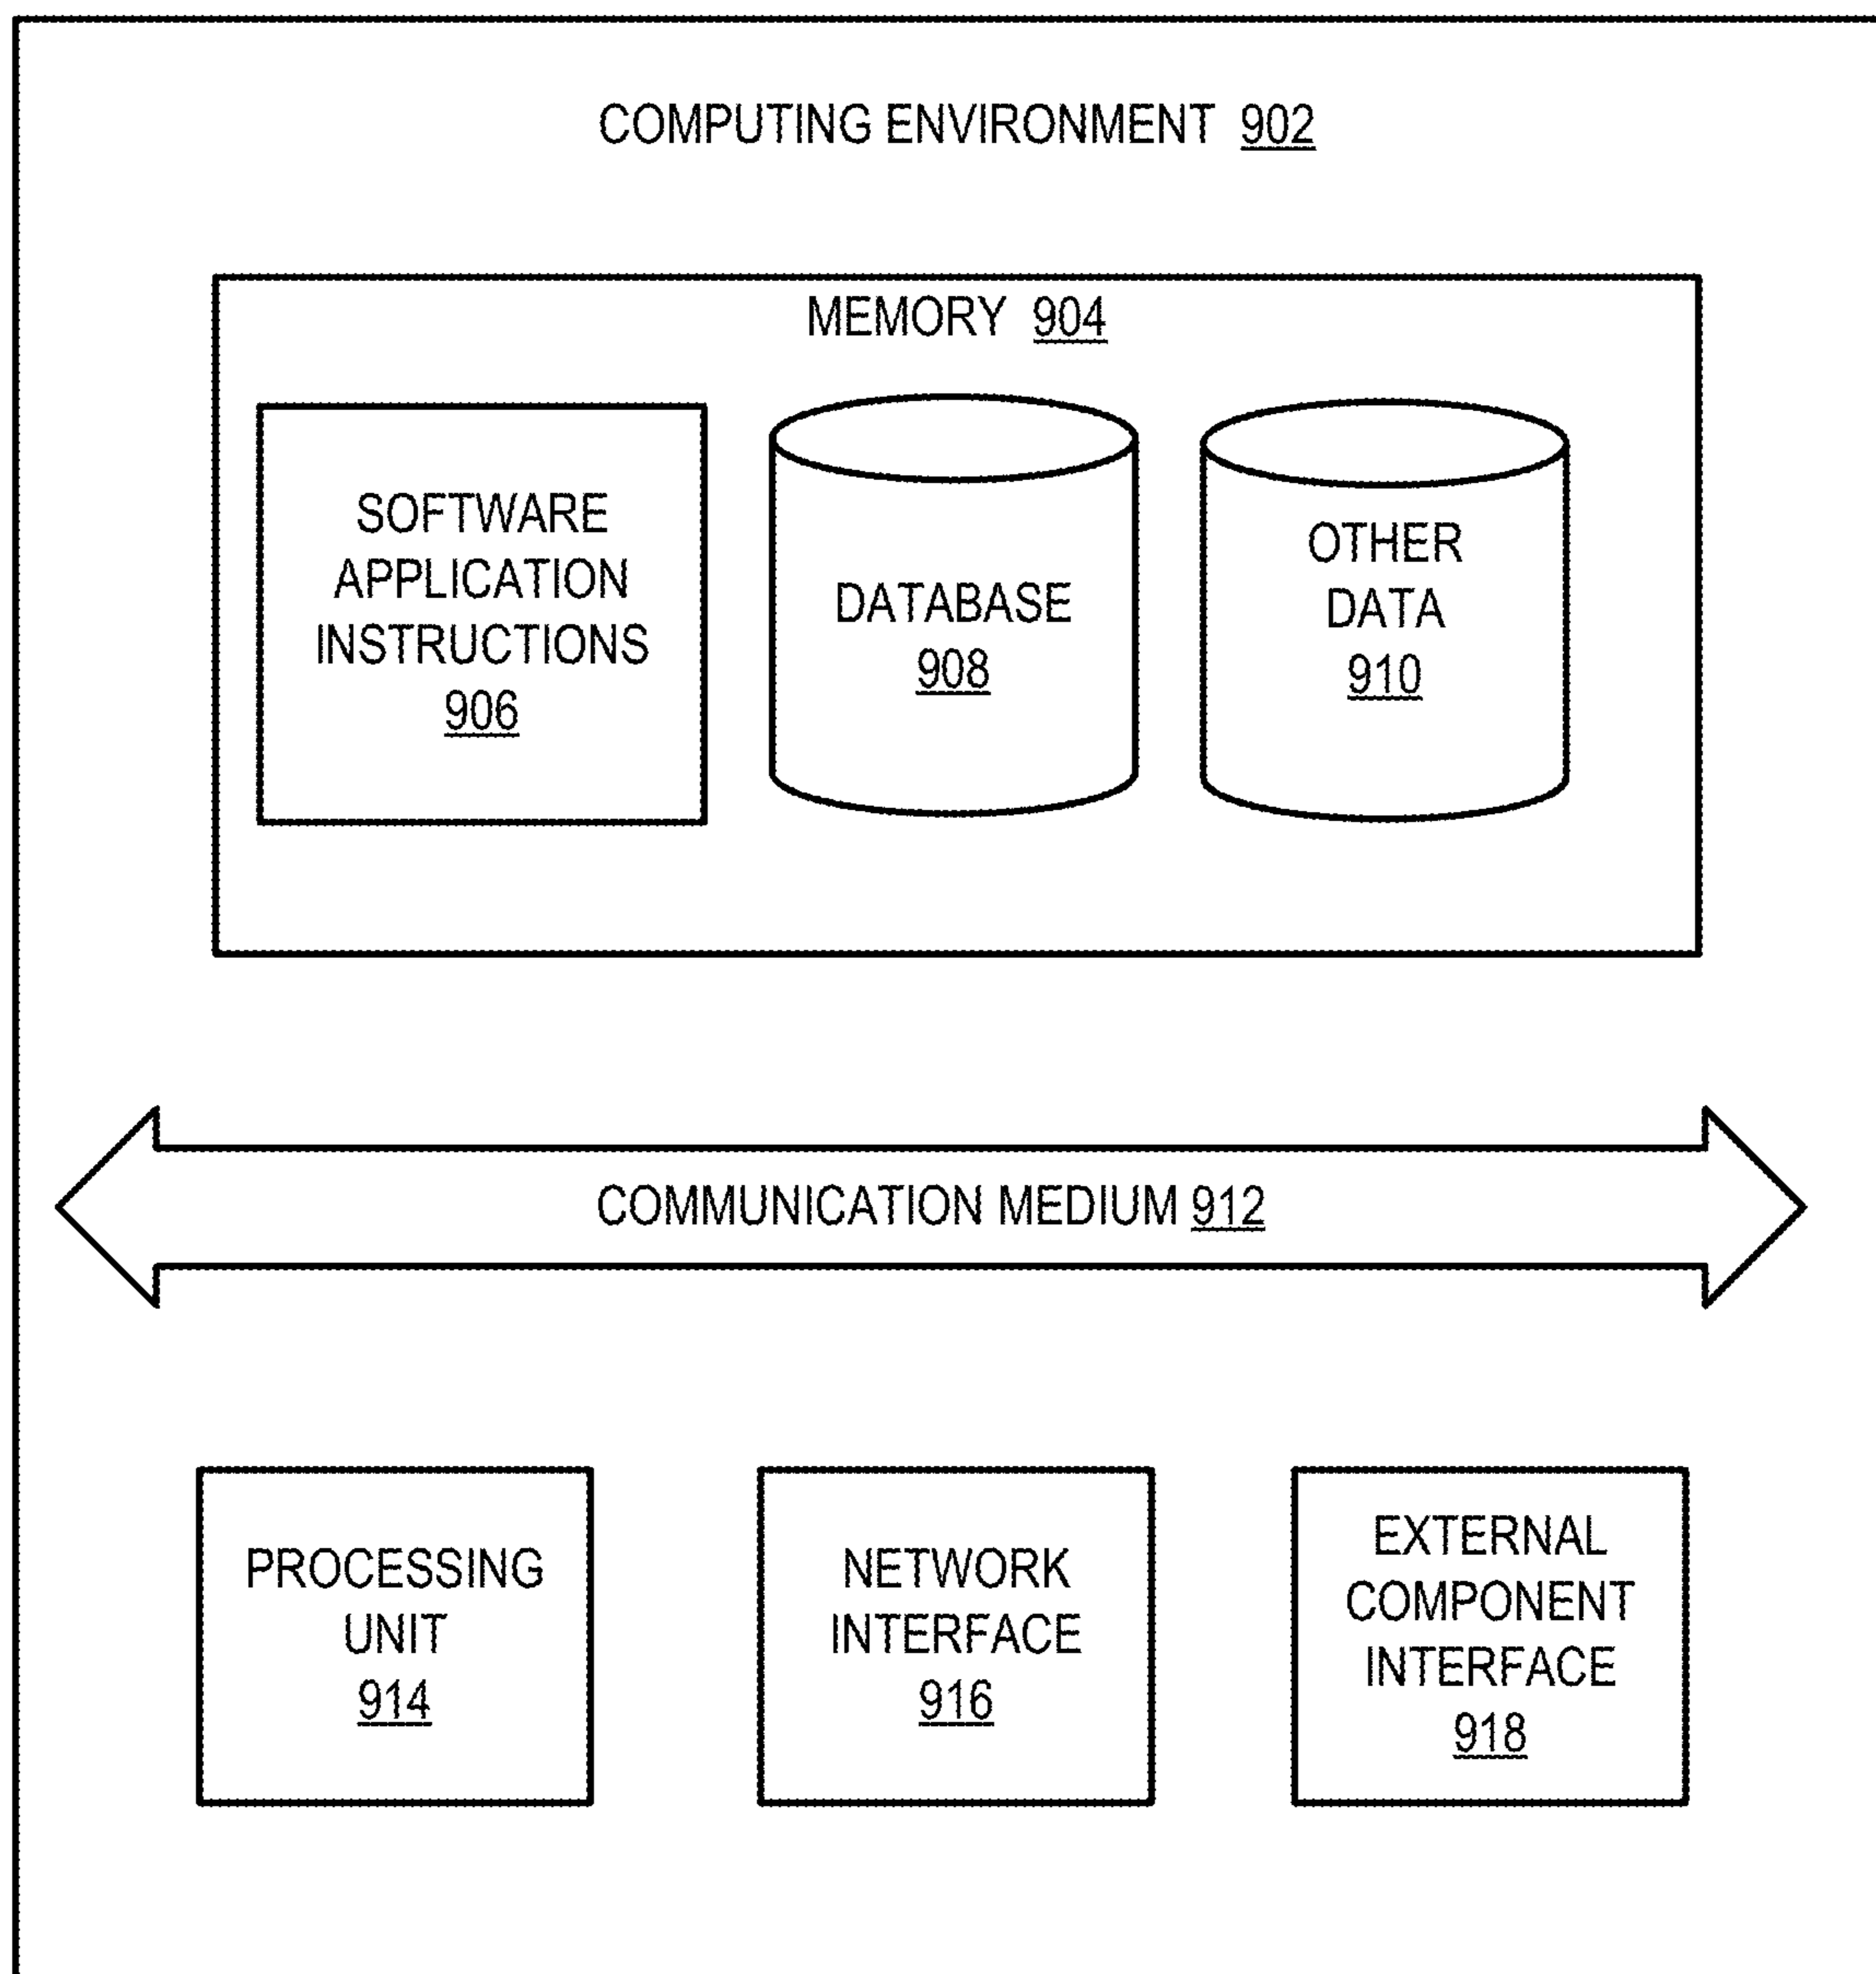 COMPUTING ENVIRONMENT 902
MEMORY 904
SOFTWARE
APPLICATION
INSTRUCTIONS
906
DATABASE
908
OTHER
DATA
910
COMMUNICATION MEDIUM 912
PROCESSING
UNIT
914
NETWORK
INTERFACE
916
EXTERNAL
COMPONENT
INTERFACE
918